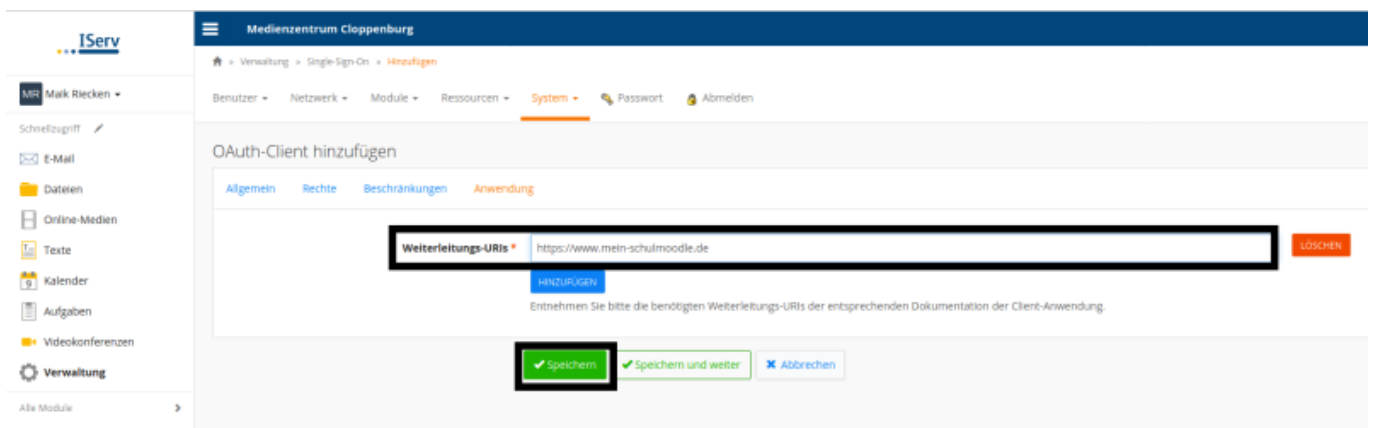 IServ
Medienzentrum Cloppenburg
» Verwaltung » Single-Sign-On » Hinzufügen
MR Maik Riecken
Benutzer Netzwerk Module Ressourcen System Passwort Abmelden
Schnellzugriff
E-Mail
Dateien
Online-Medien
Texte
Kalender
9
Aufgaben
Videokonferenzen
Verwaltung
Alle Module
OAuth-Client hinzufügen
Allgemein Rechte Beschränkungen Anwendung
Weiterleitungs-URIs * https://www.mein-schulmoodle.de LÖSCHEN
HINZUFÜGEN
Entnehmen Sie bitte die benötigten Weiterleitungs-URIs der entsprechenden Dokumentation der Client-Anwendung.
Speichern Speichern und weiter Abbrechen